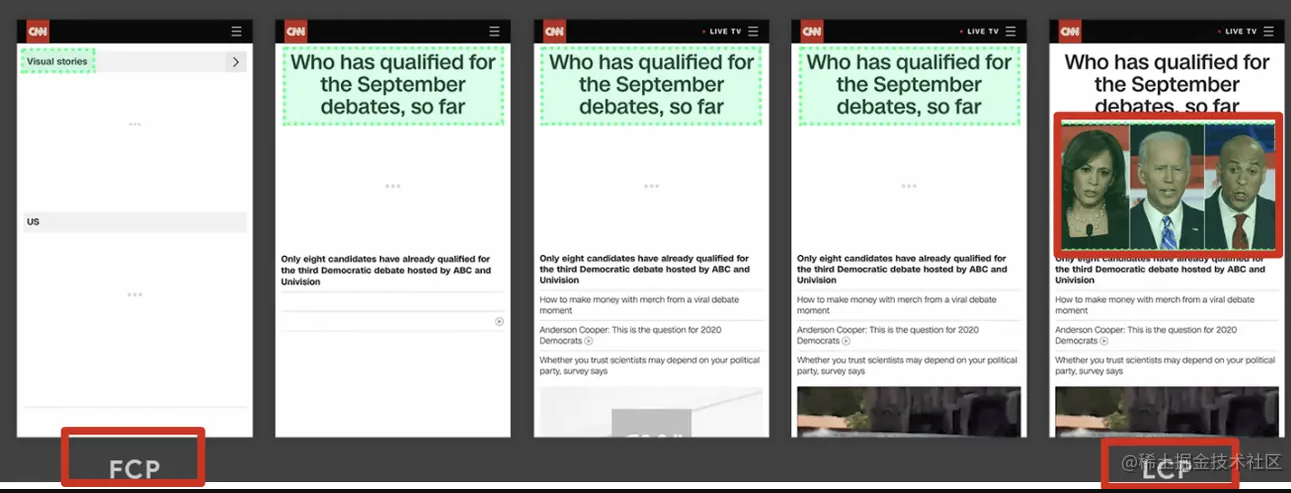 CNN
Visual stories
US
FCP
CNN
Who has qualified for
the September
debates, so far
Only eight candidates have already qualified for
the third Democratic debate hosted by ABC and
Univision
CNN
LIVE TV
Who has qualified for
the September
debates, so far
Only eight candidates have already qualified for
the third Democratic debate hosted by ABC and
Univision
How to make money with merch from a viral debate
moment
Anderson Cooper: This is the question for 2020
Democrats
Whether you trust scientists may depend on your political
party, survey says
CNN
LIVE TV
Who has qualified for
the September
debates, so far
Only eight candidates have already qualified for
the third Democratic debate hosted by ABC and
Univision
How to make money with merch from a viral debate
moment
Anderson Cooper: This is the question for 2020
Democrats
Whether you trust scientists may depend on your political
party, survey says
CNN
LIVE TV
Who has qualified for
the September
debates, so far
Only eight candidates have already qualified for
the third Democratic debate hosted by ABC and
Univision
How to make money with merch from a viral debate
moment
Anderson Cooper: This is the question for 2020
Democrats
Whether you trust scientists may depend on your political
party, survey says
LCP
@稀土掘金技术社区